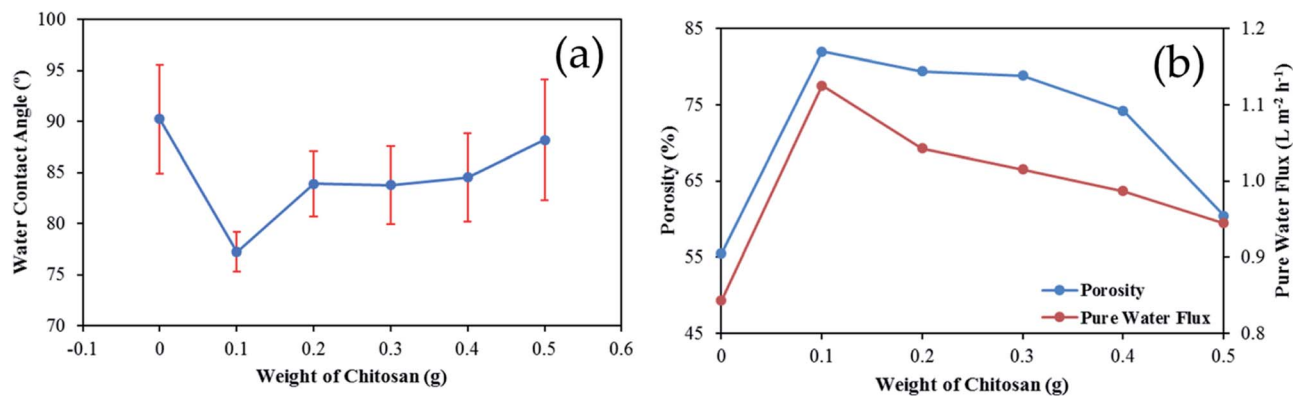 (a)
Water Contact Angle (º)
100
95
90
85
80
75
70
-0.1 0 0.1 0.2 0.3 0.4 0.5 0.6
Weight of Chitosan (g)
(b)
Porosity (%)
85
75
65
55
45
1.2
1.1
1.0
0.9
0.8
Pure Water Flux (L m⁻² h⁻¹)
Porosity
Pure Water Flux
0 0.1 0.2 0.3 0.4 0.5
Weight of Chitosan (g)